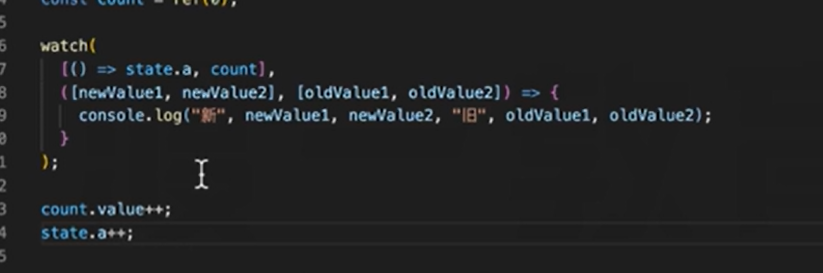 const count = ref(0);
5
6 watch(
7 [() => state.a, count],
8 ([newValue1, newValue2], [oldValue1, oldValue2]) => {
9 console.log("新", newValue1, newValue2, "旧", oldValue1, oldValue2);
0 }
1 );
2
3 count.value++;
4 state.a++;
5